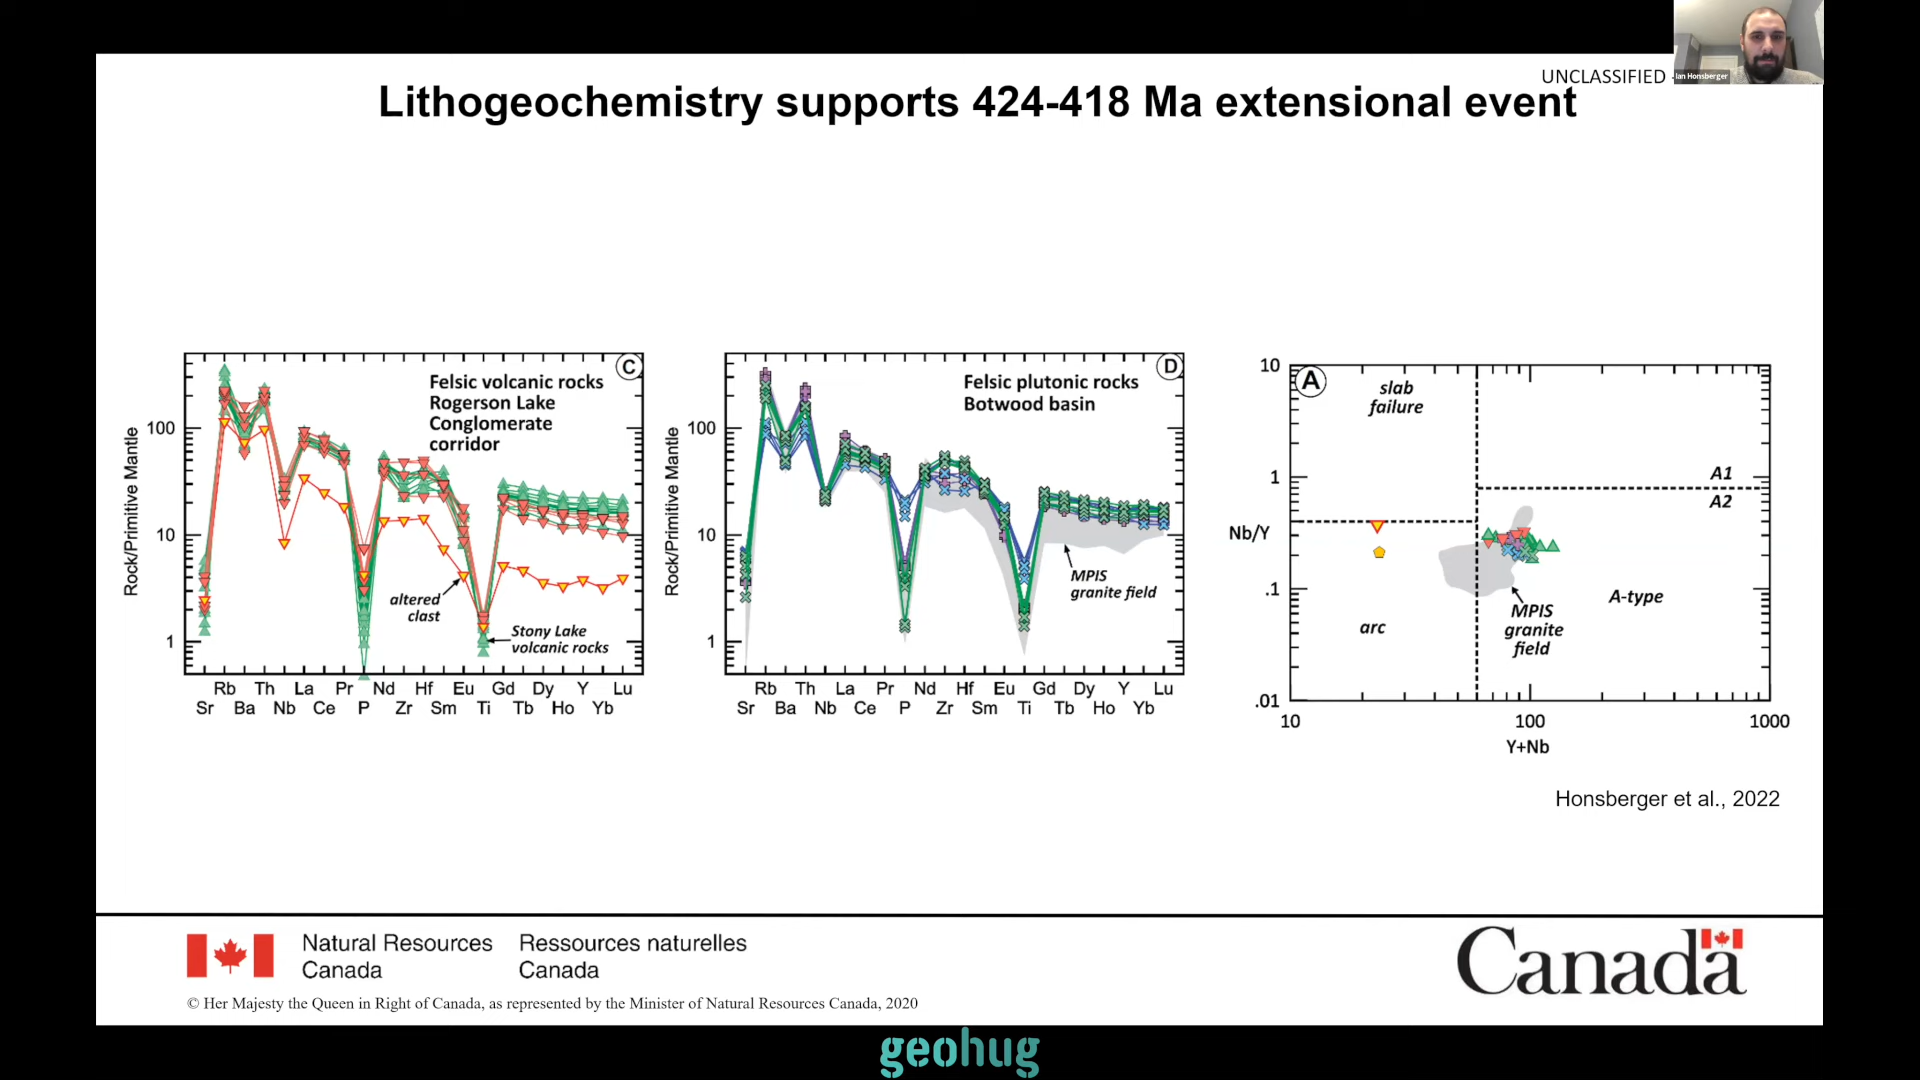 UNCLASSIFIED -
Ian Honsberger
Lithogeochemistry supports 424-418 Ma extensional event
C
Felsic volcanic rocks
Rogerson Lake
Conglomerate
corridor
Rock/Primitive Mantle
100
10
1
altered
clast
Stony Lake
volcanic rocks
Rb Th La Pr Nd Hf Eu Gd Dy Y Lu
Sr Ba Nb Ce P Zr Sm Ti Tb Ho Yb
D
Felsic plutonic rocks
Botwood basin
Rock/Primitive Mantle
100
10
1
MPIS
granite field
Rb Th La Pr Nd Hf Eu Gd Dy Y Lu
Sr Ba Nb Ce P Zr Sm Ti Tb Ho Yb
A
slab
failure
A1
A2
10
1
Nb/Y
.1
.01
arc
A-type
MPIS
granite
field
10 100 1000
Y+Nb
Honsberger et al., 2022
Natural Resources
Canada
Ressources naturelles
Canada
Canada
© Her Majesty the Queen in Right of Canada, as represented by the Minister of Natural Resources Canada, 2020
geohug